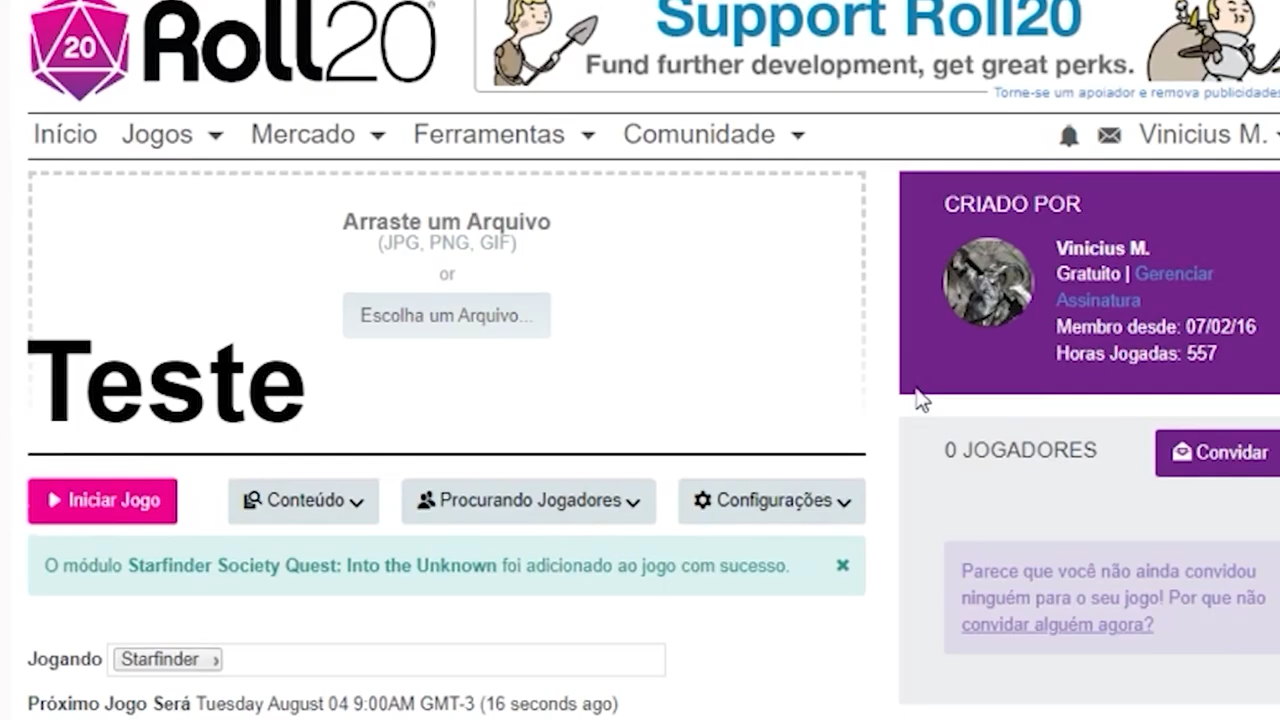 20 Roll20®
Support Roll20
Fund further development, get great perks.
Torne-se um apoiador e remova publicidades
Início Jogos Mercado Ferramentas Comunidade Vinicius M.
Arraste um Arquivo
(JPG, PNG, GIF)
or
Escolha um Arquivo...
Teste
CRIADO POR
Vinicius M.
Gratuito | Gerenciar
Assinatura
Membro desde: 07/02/16
Horas Jogadas: 557
0 JOGADORES Convidar
Iniciar Jogo Conteúdo Procurando Jogadores Configurações
O módulo Starfinder Society Quest: Into the Unknown foi adicionado ao jogo com sucesso. ×
Parece que você não ainda convidou
ninguém para o seu jogo! Por que não
convidar alguém agora?
Jogando Starfinder ›
Próximo Jogo Será Tuesday August 04 9:00AM GMT-3 (16 seconds ago)